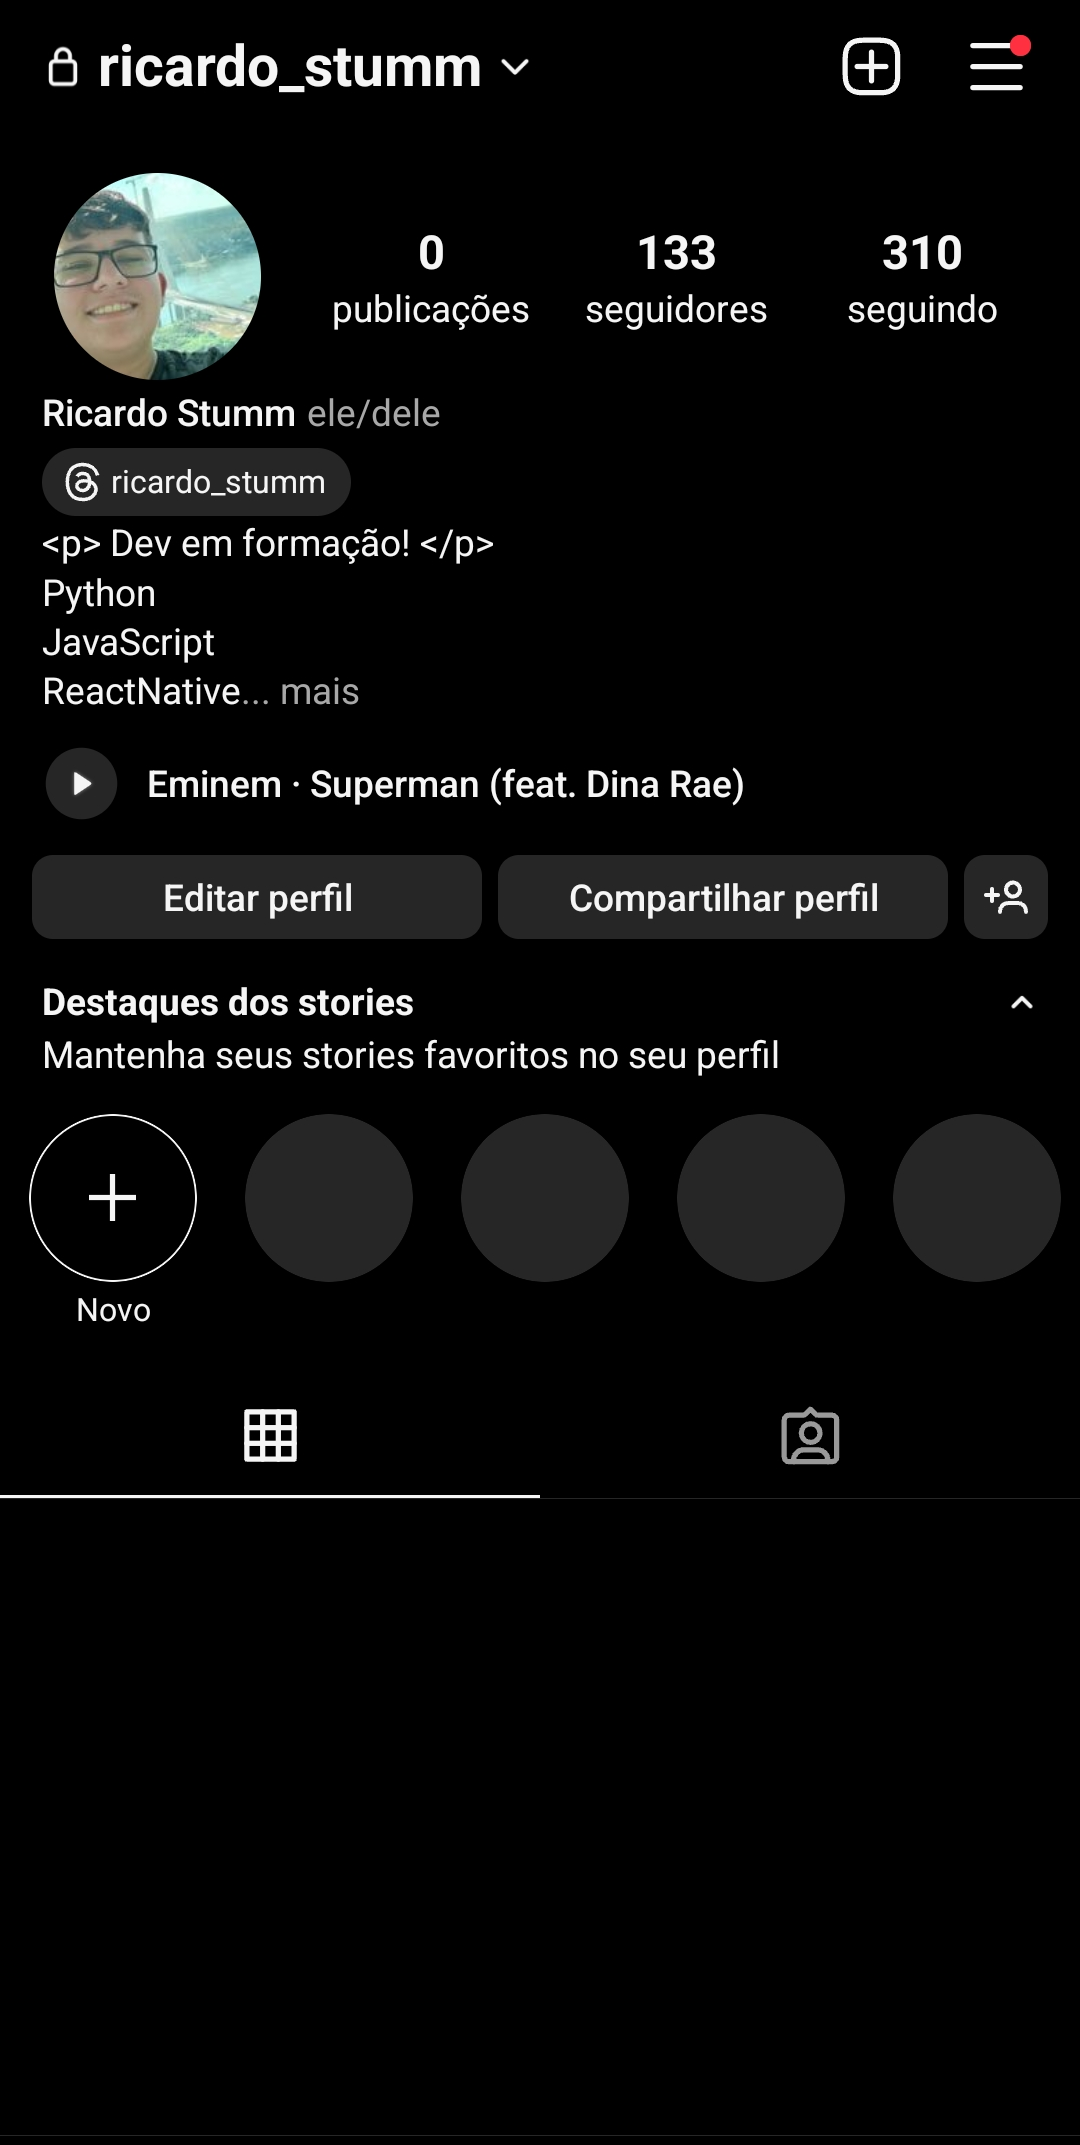 ricardo_stumm
0 133 310
publicações seguidores seguindo
Ricardo Stumm ele/dele
ricardo_stumm
<p> Dev em formação! </p>
Python
JavaScript
ReactNative... mais
Eminem · Superman (feat. Dina Rae)
Editar perfil Compartilhar perfil
Destaques dos stories
Mantenha seus stories favoritos no seu perfil
Novo